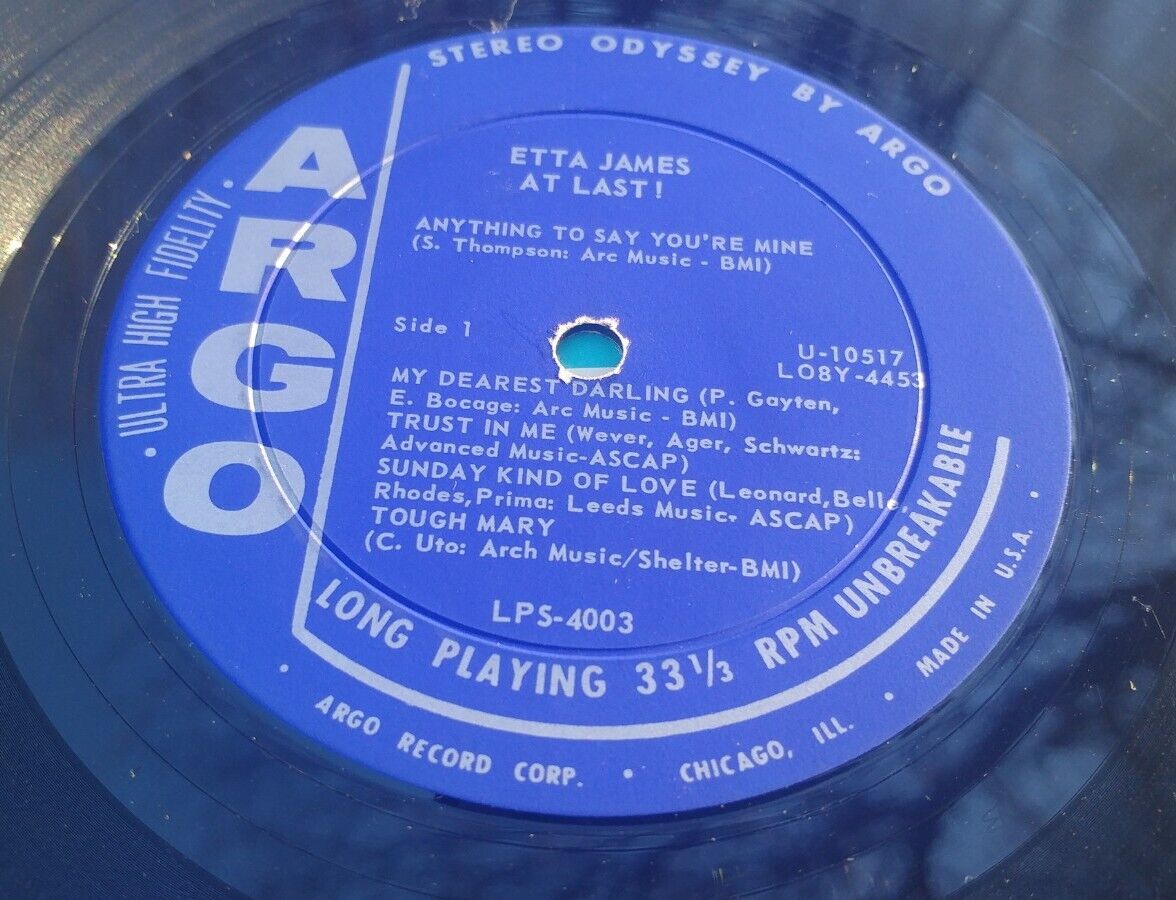 STEREO ODYSSEY BY ARGO
• ULTRA HIGH FIDELITY •
ARGO
ETTA JAMES
AT LAST!
ANYTHING TO SAY YOU'RE MINE
(S. Thompson: Arc Music - BMI)
Side 1
U-10517
LO8Y-4453
MY DEAREST DARLING (P. Gayten,
E. Bocage: Arc Music - BMI)
TRUST IN ME (Wever, Ager, Schwartz:
Advanced Music-ASCAP)
SUNDAY KIND OF LOVE (Leonard, Belle,
Rhodes, Prima: Leeds Music. ASCAP)
TOUGH MARY
(C. Uto: Arch Music/Shelter-BMI)
LPS-4003
LONG PLAYING 33 1/3 RPM UNBREAKABLE
• ARGO RECORD CORP. • CHICAGO, ILL. • MADE IN U.S.A. •